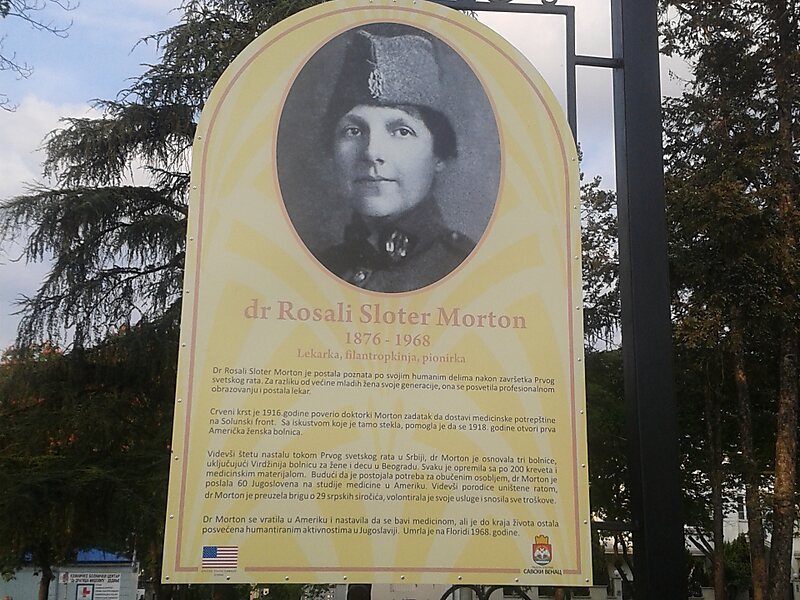 dr Rosali Sloter Morton
1876 - 1968
Lekarka, filantropkinja, pionirka
Dr Rosali Sloter Morton je postala poznata po svojim humanim delima nakon završetka Prvog
svetskog rata. Za razliku od većine mladih žena svoje generacije, ona se posvetila profesionalnom
obrazovanju i postala lekar.
Crveni krst je 1916. godine poverio doktorki Morton zadatak da dostavi medicinske potrepštine
na Solunski front. Sa iskustvom koje je tamo stekla, pomogla je da se 1918. godine otvori prva
Američka ženska bolnica.
Videvši štetu nastalu tokom Prvog svetskog rata u Srbiji, dr Morton je osnovala tri bolnice,
uključujući Virdžinija bolnicu za žene i decu u Beogradu. Svaku je opremila sa po 200 kreveta i
medicinskim materijalom. Budući da je postojala potreba za obučenim osobljem, dr Morton je
poslala 60 Jugoslovena na studije medicine u Ameriku. Videvši porodice uništene ratom,
dr Morton je preuzela brigu o 29 srpskih siročića, volontirala je svoje usluge i snosila sve troškove.
Dr Morton se vratila u Ameriku i nastavila da se bavi medicinom, ali je do kraja života ostala
posvećena humantiranim aktivnostima u Jugoslaviji. Umrla je na Floridi 1968. godine.
САВСКИ ВЕНАЦ
КЛИНИЧКО БОЛНИЧКИ ЦЕНТАР